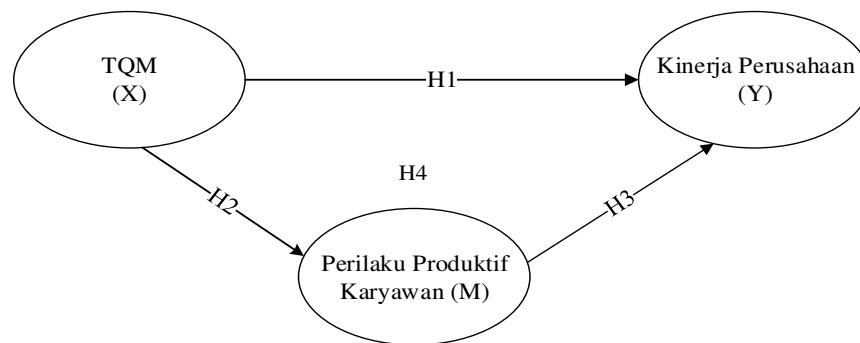 TQM
(X)
H1
Kinerja Perusahaan
(Y)
H4
H2
H3
Perilaku Produktif
Karyawan (M)